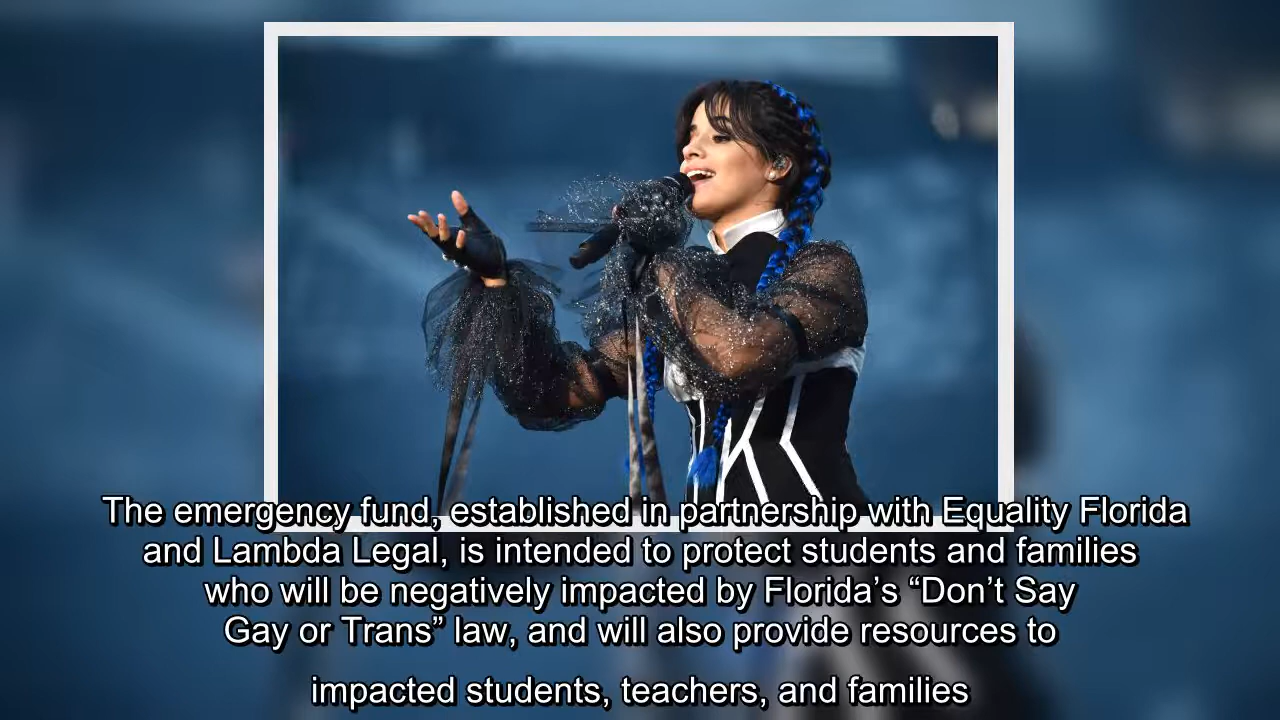 The emergency fund, established in partnership with Equality Florida
and Lambda Legal, is intended to protect students and families
who will be negatively impacted by Florida’s “Don’t Say
Gay or Trans” law, and will also provide resources to
impacted students, teachers, and families